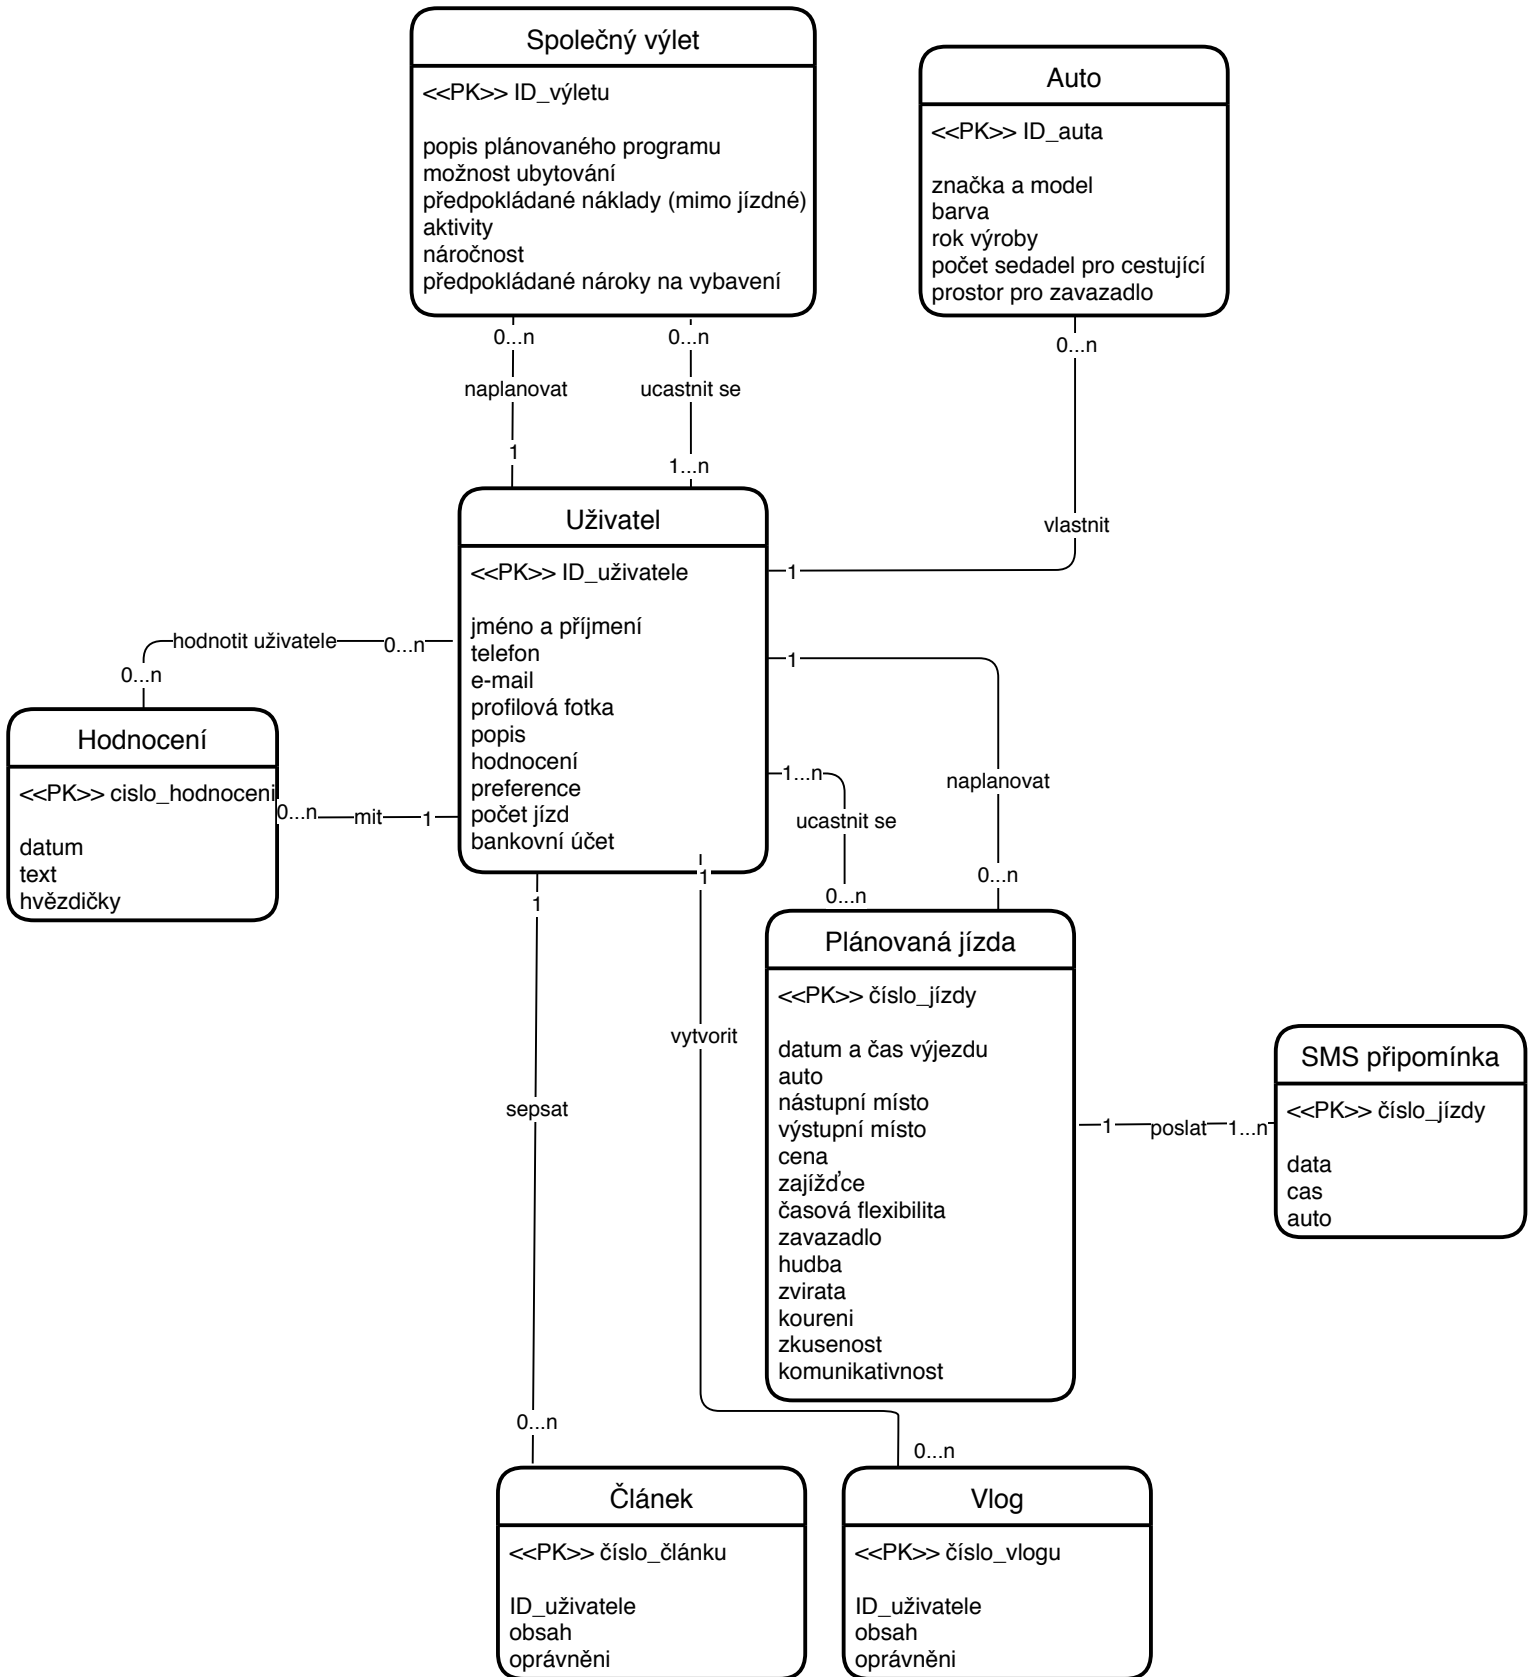 Společný výlet
<<PK>> ID_výletu
popis plánovaného programu
možnost ubytování
předpokládané náklady (mimo jízdné)
aktivity
náročnost
předpokládané nároky na vybavení
Auto
<<PK>> ID_auta
značka a model
barva
rok výroby
počet sedadel pro cestující
prostor pro zavazadlo
0...n
0...n
0...n
naplanovat
ucastnit se
1
1...n
vlastnit
Uživatel
<<PK>> ID_uživatele
jméno a příjmení
telefon
e-mail
profilová fotka
popis
hodnocení
preference
počet jízd
bankovní účet
1
hodnotit uživatele
0...n
0...n
1
Hodnocení
<<PK>> cislo_hodnoceni
datum
text
hvězdičky
0...n
mit
1
1...n
ucastnit se
0...n
naplanovat
0...n
1
1
Plánovaná jízda
<<PK>> číslo_jízdy
datum a čas výjezdu
auto
nástupní místo
výstupní místo
cena
zajížďce
časová flexibilita
zavazadlo
hudba
zvirata
koureni
zkusenost
komunikativnost
vytvorit
sepsat
1
poslat
1...n
SMS připomínka
<<PK>> číslo_jízdy
data
cas
auto
0...n
0...n
Článek
<<PK>> číslo_článku
ID_uživatele
obsah
oprávněni
Vlog
<<PK>> číslo_vlogu
ID_uživatele
obsah
oprávněni